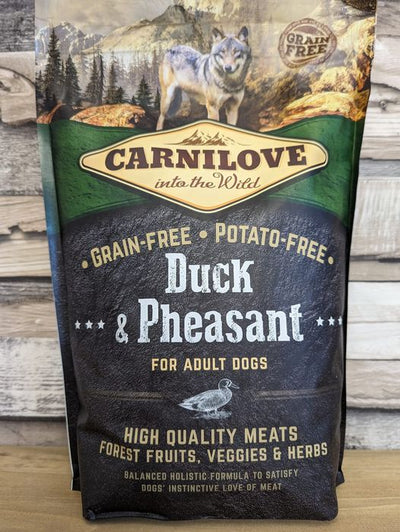 GRAIN
FREE
CARNILOVE
into the Wild
• GRAIN-FREE • POTATO-FREE •
Duck
& Pheasant
FOR ADULT DOGS
HIGH QUALITY MEATS
FOREST FRUITS, VEGGIES & HERBS
BALANCED HOLISTIC FORMULA TO SATISFY
DOGS' INSTINCTIVE LOVE OF MEAT